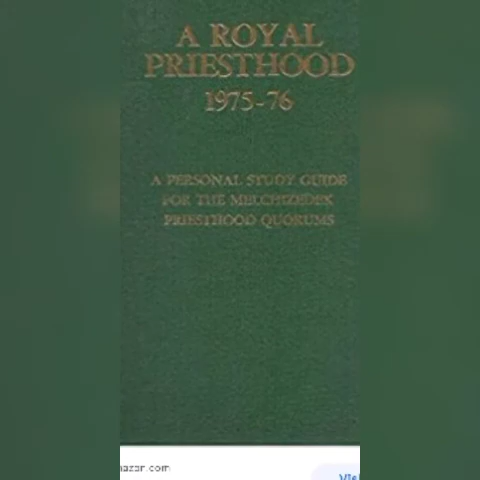 A ROYAL
PRIESTHOOD
1975-76
A PERSONAL STUDY GUIDE
FOR THE MELCHIZEDEK
PRIESTHOOD QUORUMS